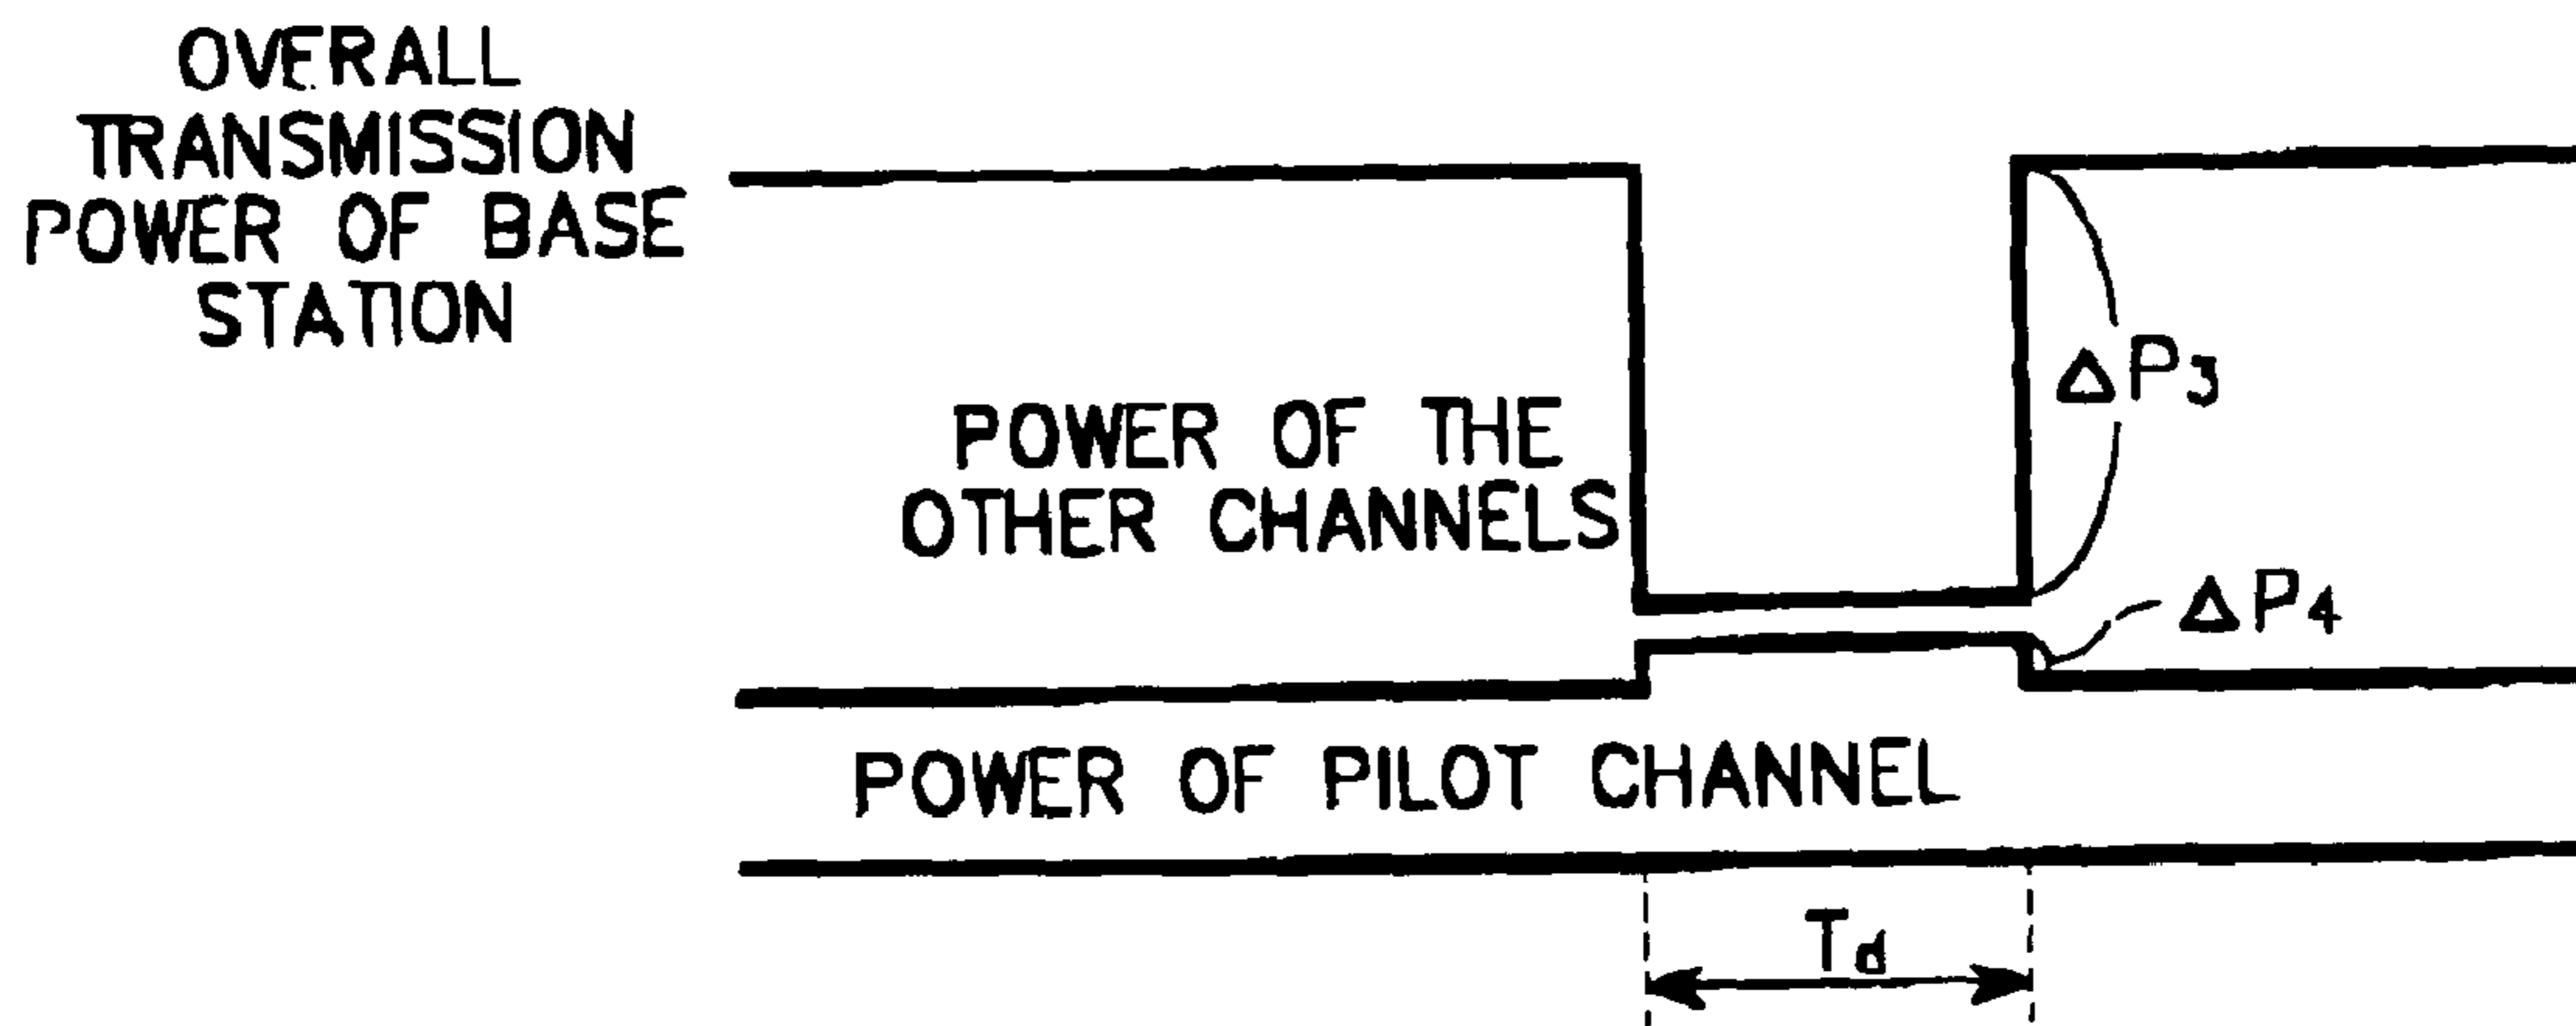 OVERALL
TRANSMISSION
POWER OF BASE
STATION
POWER OF THE
OTHER CHANNELS
ΔP3
ΔP4
POWER OF PILOT CHANNEL
Td